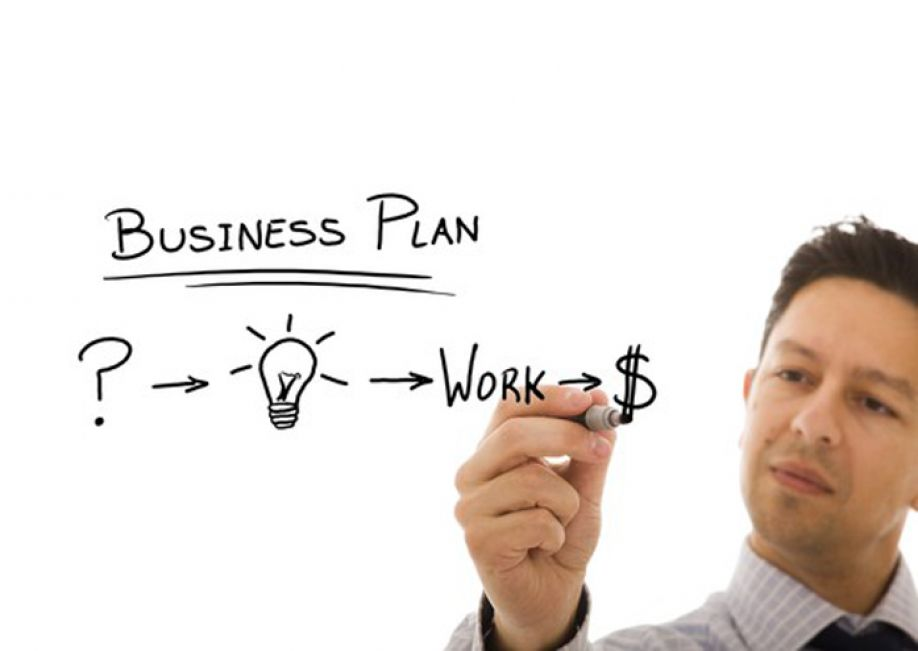 BUSINESS PLAN
? → → WORK → $